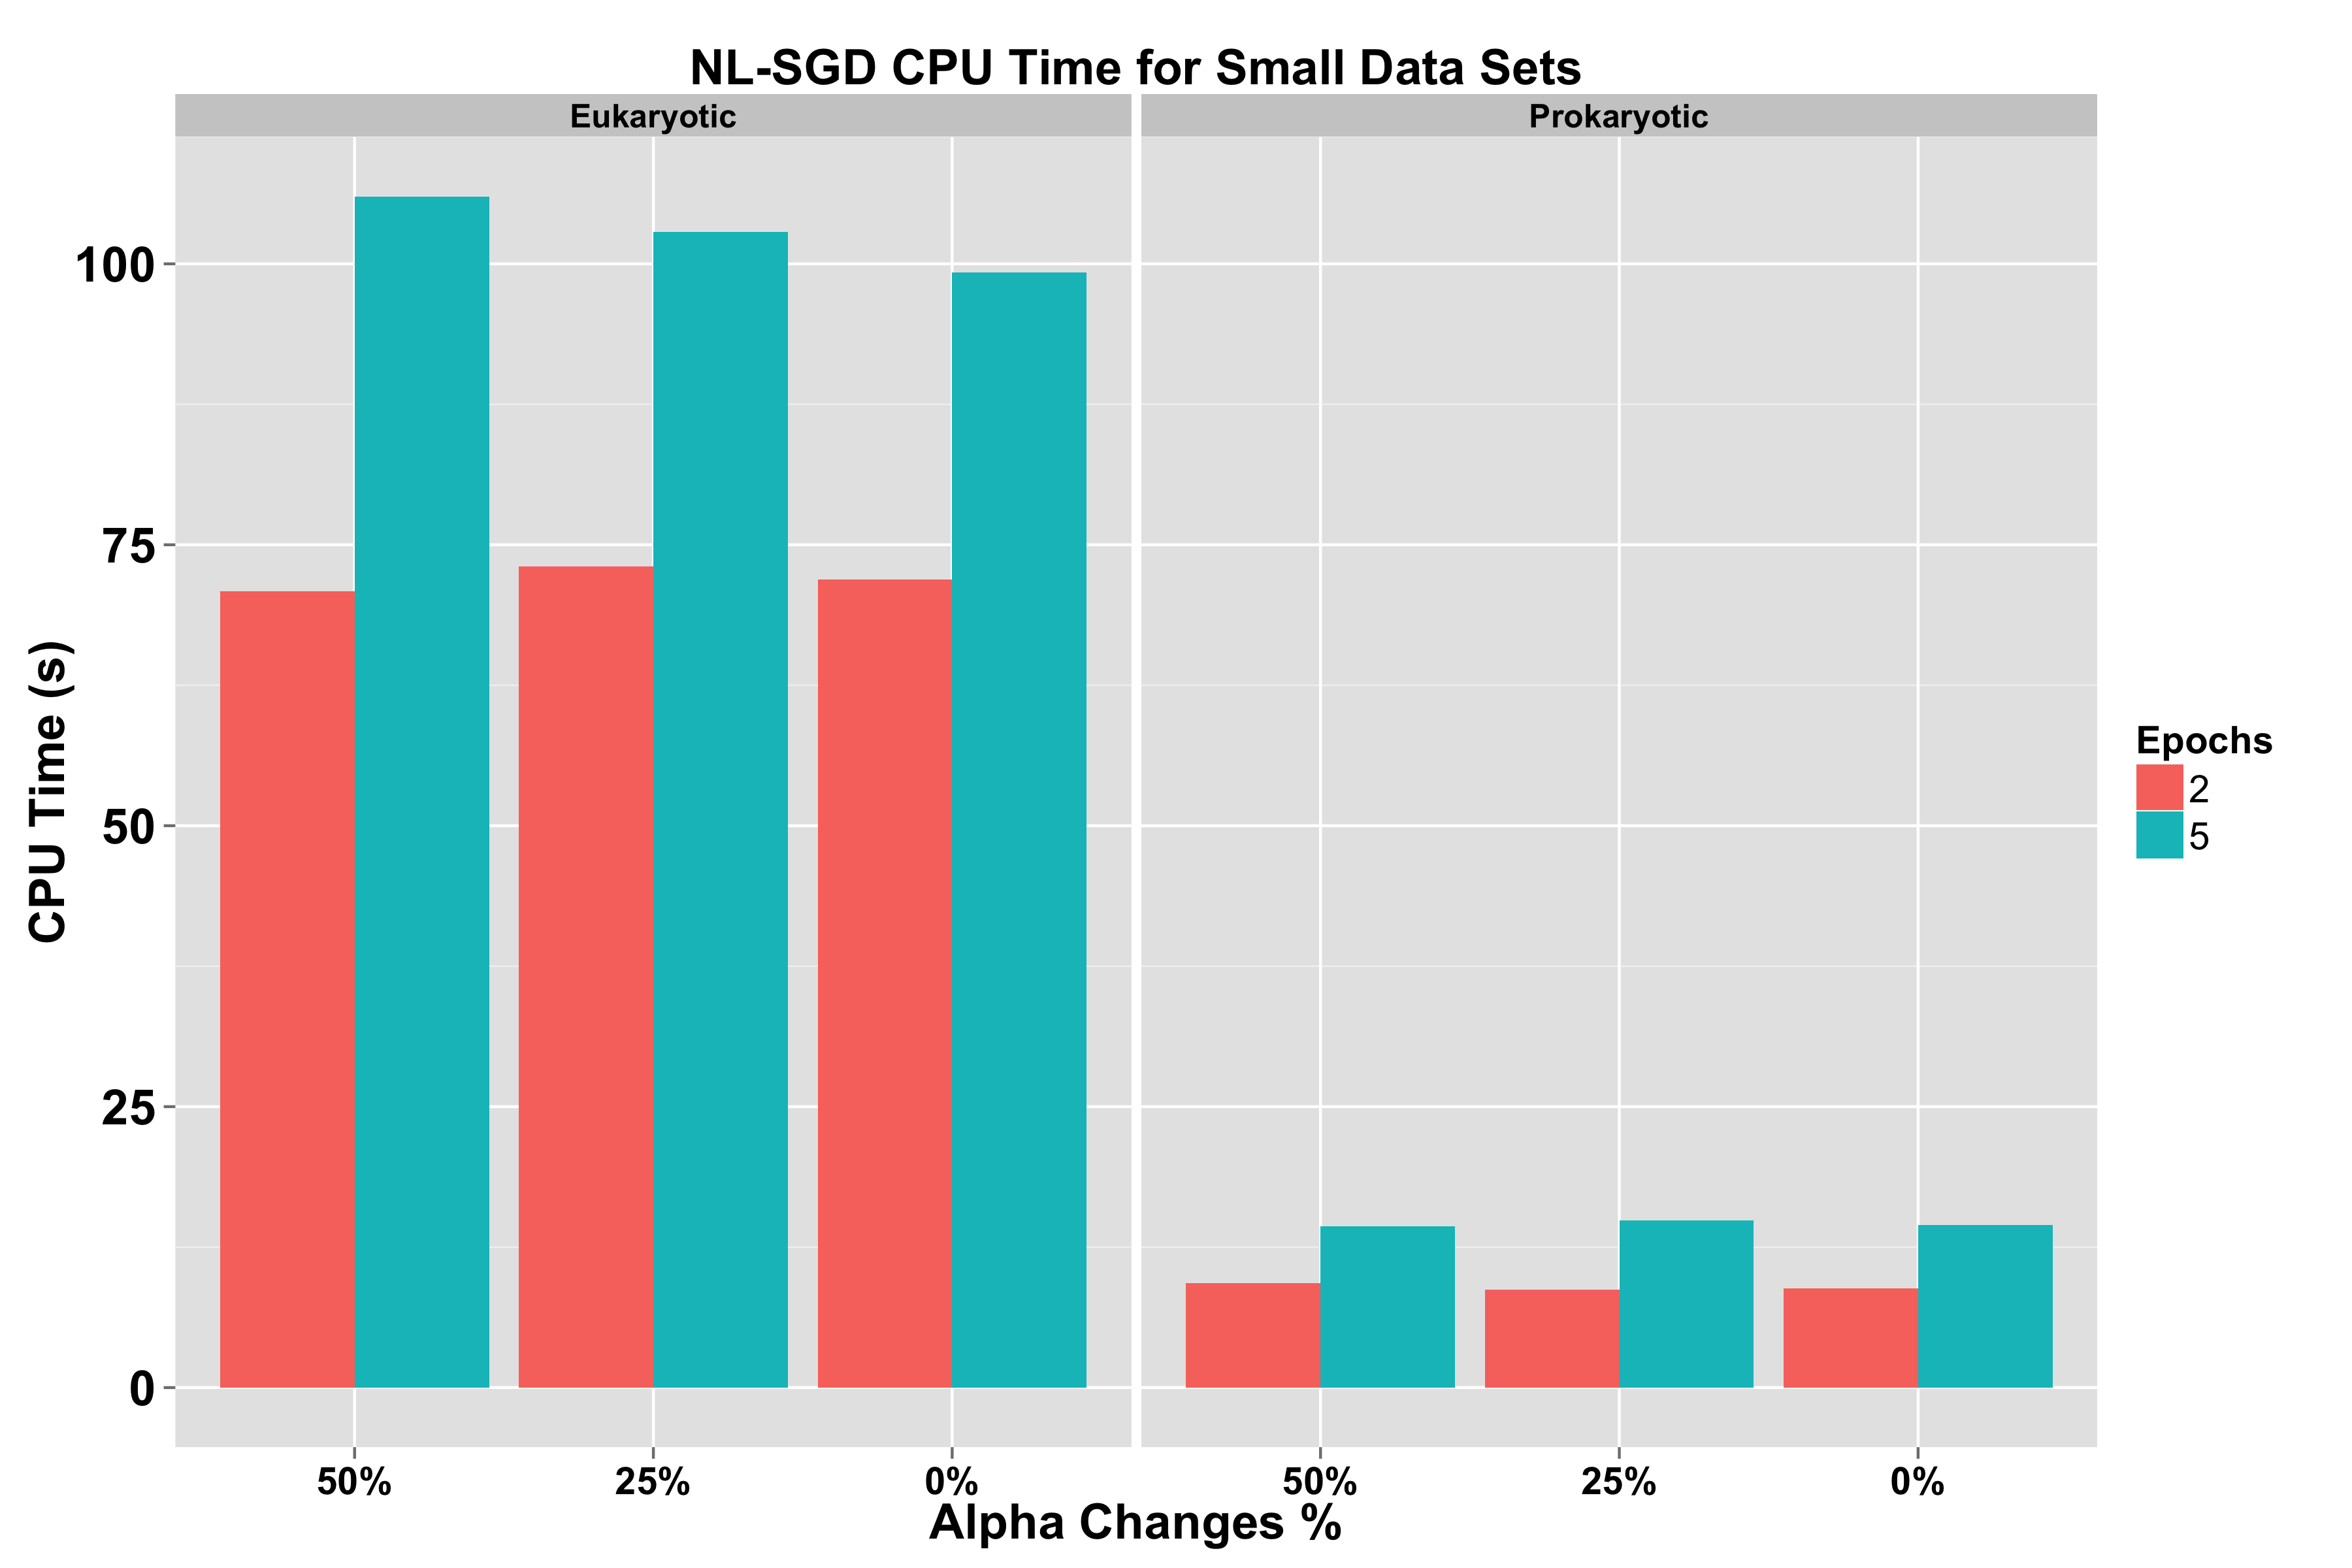 NL-SGD CPU Time for Small Data Sets
Eukaryotic
Prokaryotic
CPU Time (s)
100
75
50
25
0
50%
25%
0%
50%
25%
0%
Alpha Changes %
Epochs
2
5